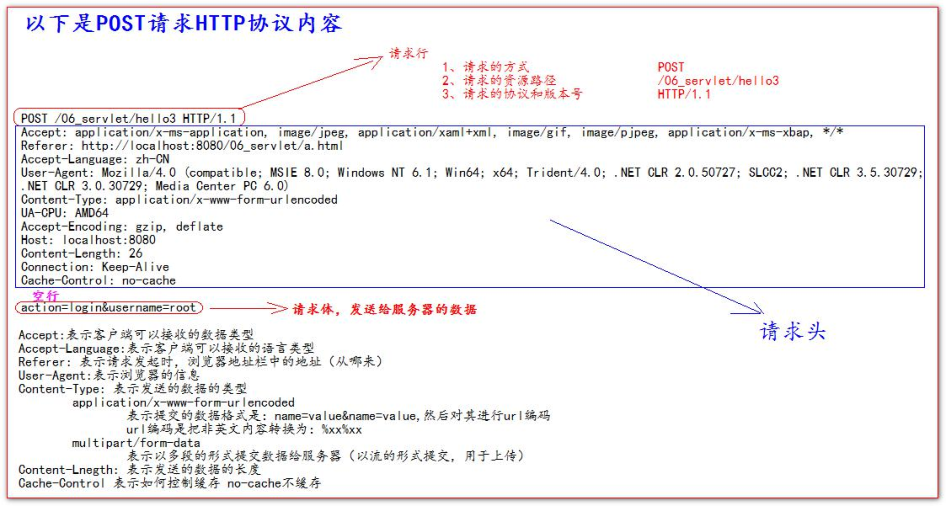 以下是POST请求HTTP协议内容
请求行
1、请求的方式 POST
2、请求的资源路径 /06_servlet/hello3
3、请求的协议和版本号 HTTP/1.1
POST /06_servlet/hello3 HTTP/1.1
Accept: application/x-ms-application, image/jpeg, application/xaml+xml, image/gif, image/pjpeg, application/x-ms-xbap, */*
Referer: http://localhost:8080/06_servlet/a.html
Accept-Language: zh-CN
User-Agent: Mozilla/4.0 (compatible; MSIE 8.0; Windows NT 6.1; Win64; x64; Trident/4.0; .NET CLR 2.0.50727; SLCC2; .NET CLR 3.5.30729;
.NET CLR 3.0.30729; Media Center PC 6.0)
Content-Type: application/x-www-form-urlencoded
UA-CPU: AMD64
Accept-Encoding: gzip, deflate
Host: localhost:8080
Content-Length: 26
Connection: Keep-Alive
Cache-Control: no-cache
空行
action=login&username=root
请求体，发送给服务器的数据
请求头
Accept:表示客户端可以接收的数据类型
Accept-Language:表示客户端可以接收的语言类型
Referer: 表示请求发起时，浏览器地址栏中的地址（从哪来）
User-Agent:表示浏览器的信息
Content-Type: 表示发送的数据的类型
application/x-www-form-urlencoded
表示提交的数据格式是：name=value&name=value,然后对其进行url编码
url编码是把非英文内容转换为：%xx%xx
multipart/form-data
表示以多段的形式提交数据给服务器（以流的形式提交，用于上传）
Content-Lnegth: 表示发送的数据的长度
Cache-Control 表示如何控制缓存 no-cache不缓存